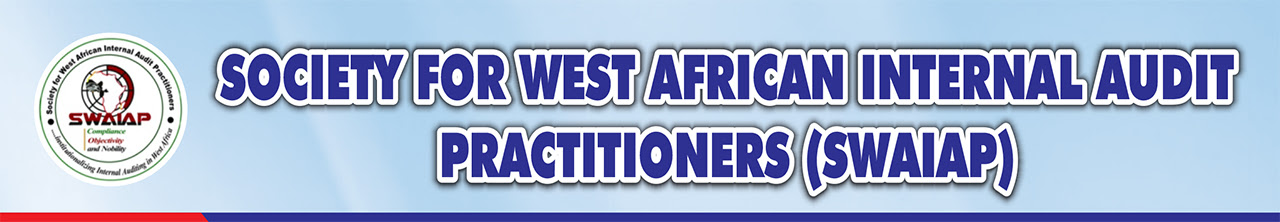 Society for West African Internal Audit Practitioners
SWAIAP
Compliance
Objectivity
and Nobility
...institutionalizing Internal Auditing in West Africa
SOCIETY FOR WEST AFRICAN INTERNAL AUDIT
PRACTITIONERS (SWAIAP)